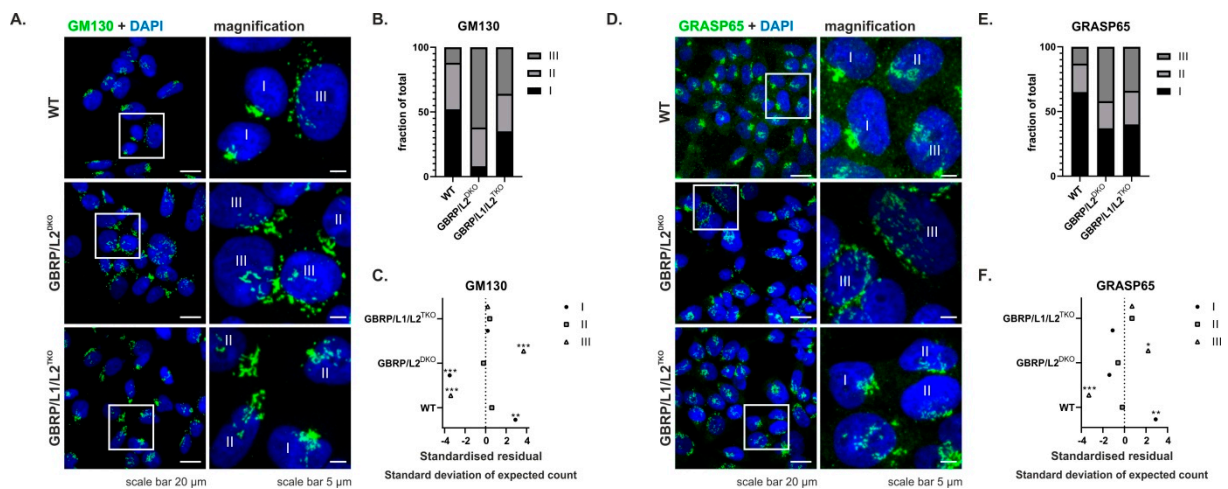 A.
GM130 + DAPI
magnification
WT
GBRP/L2DKO
GBRP/L1/L2TKO
I
III
I
III
II
III
III
II
II
II
I
scale bar 20 µm
scale bar 5 µm
B.
GM130
fraction of total
100
50
0
WT
GBRP/L2DKO
GBRP/L1/L2TKO
III
II
I
C.
GM130
GBRP/L1/L2TKO
GBRP/L2DKO
WT
I
II
III
***
***
***
**
-4
0
4
Standardised residual
Standard deviation of expected count
D.
GRASP65 + DAPI
magnification
WT
GBRP/L2DKO
GBRP/L1/L2TKO
I
II
I
III
III
III
II
I
II
scale bar 20 µm
scale bar 5 µm
E.
GRASP65
fraction of total
100
50
0
WT
GBRP/L2DKO
GBRP/L1/L2TKO
III
II
I
F.
GRASP65
GBRP/L1/L2TKO
GBRP/L2DKO
WT
I
II
III
*
***
**
-4
-2
0
2
4
Standardised residual
Standard deviation of expected count